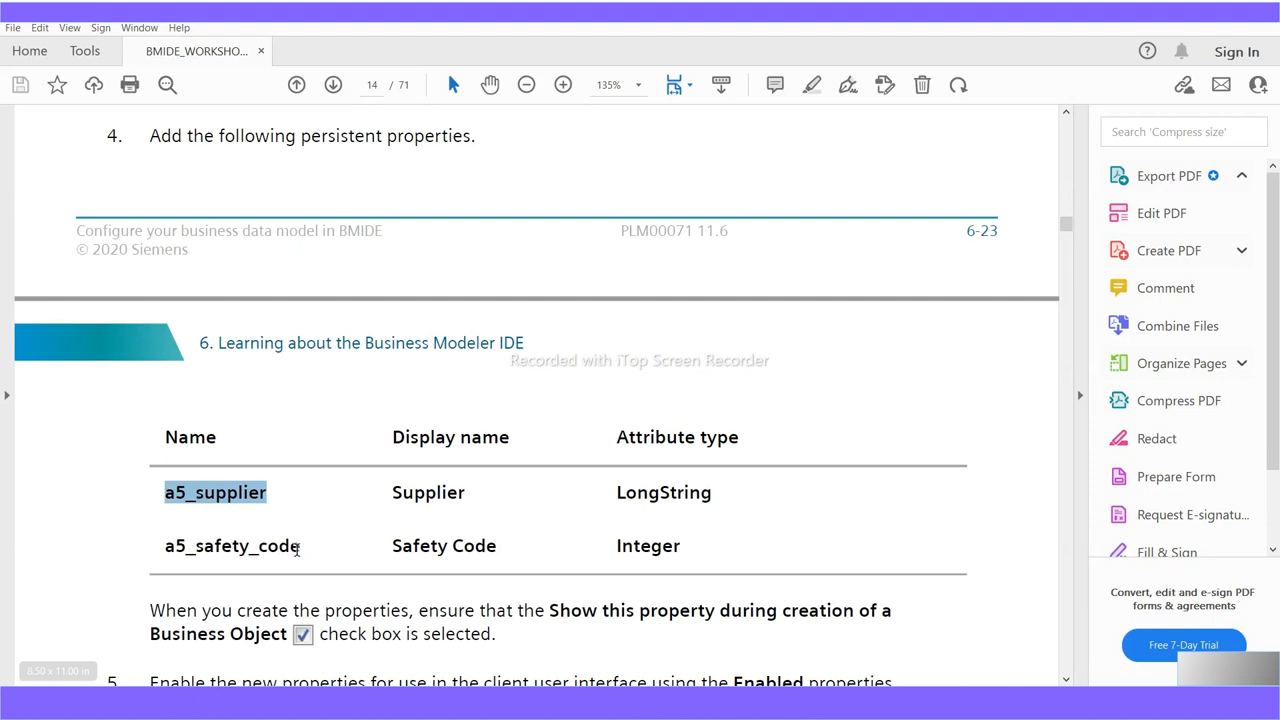 File Edit View Sign Window Help
Home Tools BMIDE_WORKSHO... × Sign In
14 / 71 135%
4. Add the following persistent properties.
Configure your business data model in BMIDE PLM00071 11.6 6-23
© 2020 Siemens
6. Learning about the Business Modeler IDE
Recorded with iTop Screen Recorder
Name Display name Attribute type
a5_supplier Supplier LongString
a5_safety_code Safety Code Integer
When you create the properties, ensure that the Show this property during creation of a
Business Object check box is selected.
5. Enable the new properties for use in the client user interface using the Enabled properties
8.50 x 11.00 in
Search 'Compress size'
Export PDF
Edit PDF
Create PDF
Comment
Combine Files
Organize Pages
Compress PDF
Redact
Prepare Form
Request E-signatu...
Fill & Sign
Convert, edit and e-sign PDF
forms & agreements
Free 7-Day Trial